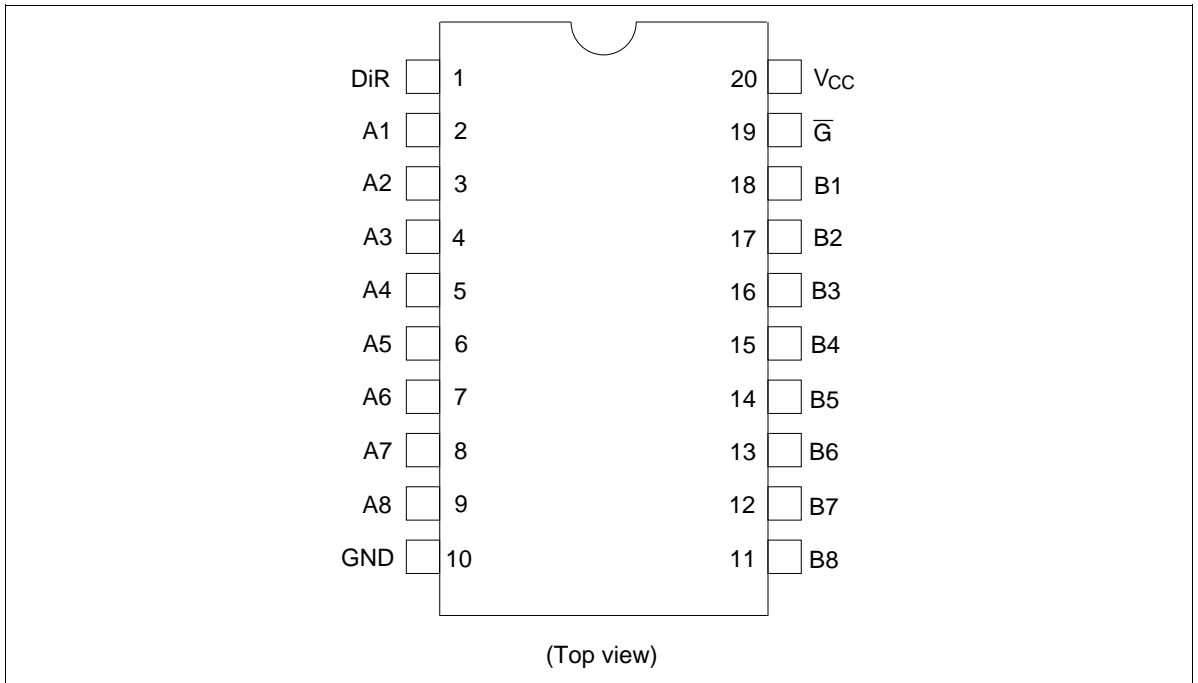 DiR 1 20 VCC
A1 2 19 G̅
A2 3 18 B1
A3 4 17 B2
A4 5 16 B3
A5 6 15 B4
A6 7 14 B5
A7 8 13 B6
A8 9 12 B7
GND 10 11 B8
(Top view)